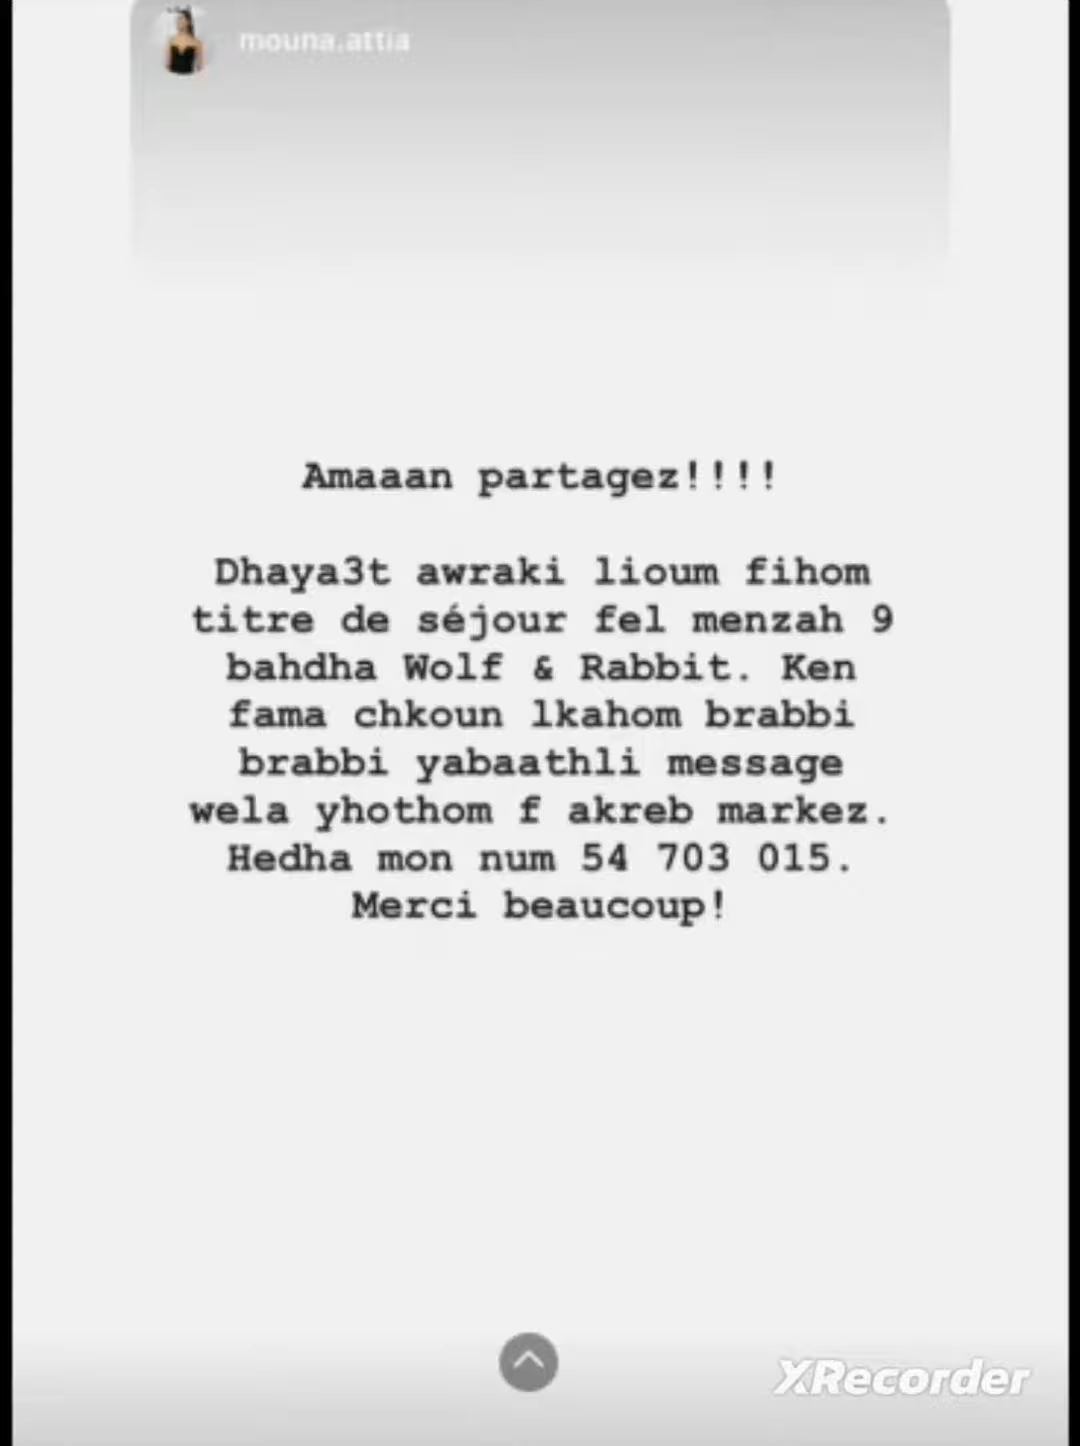 mouna.attia
Amaaan partagez!!!!
Dhaya3t awraki lioum fihom
titre de séjour fel menzah 9
bahdha Wolf & Rabbit. Ken
fama chkoun lkahom brabbi
brabbi yabaathli message
wela yhothom f akreb markez.
Hedha mon num 54 703 015.
Merci beaucoup!
XRecorder